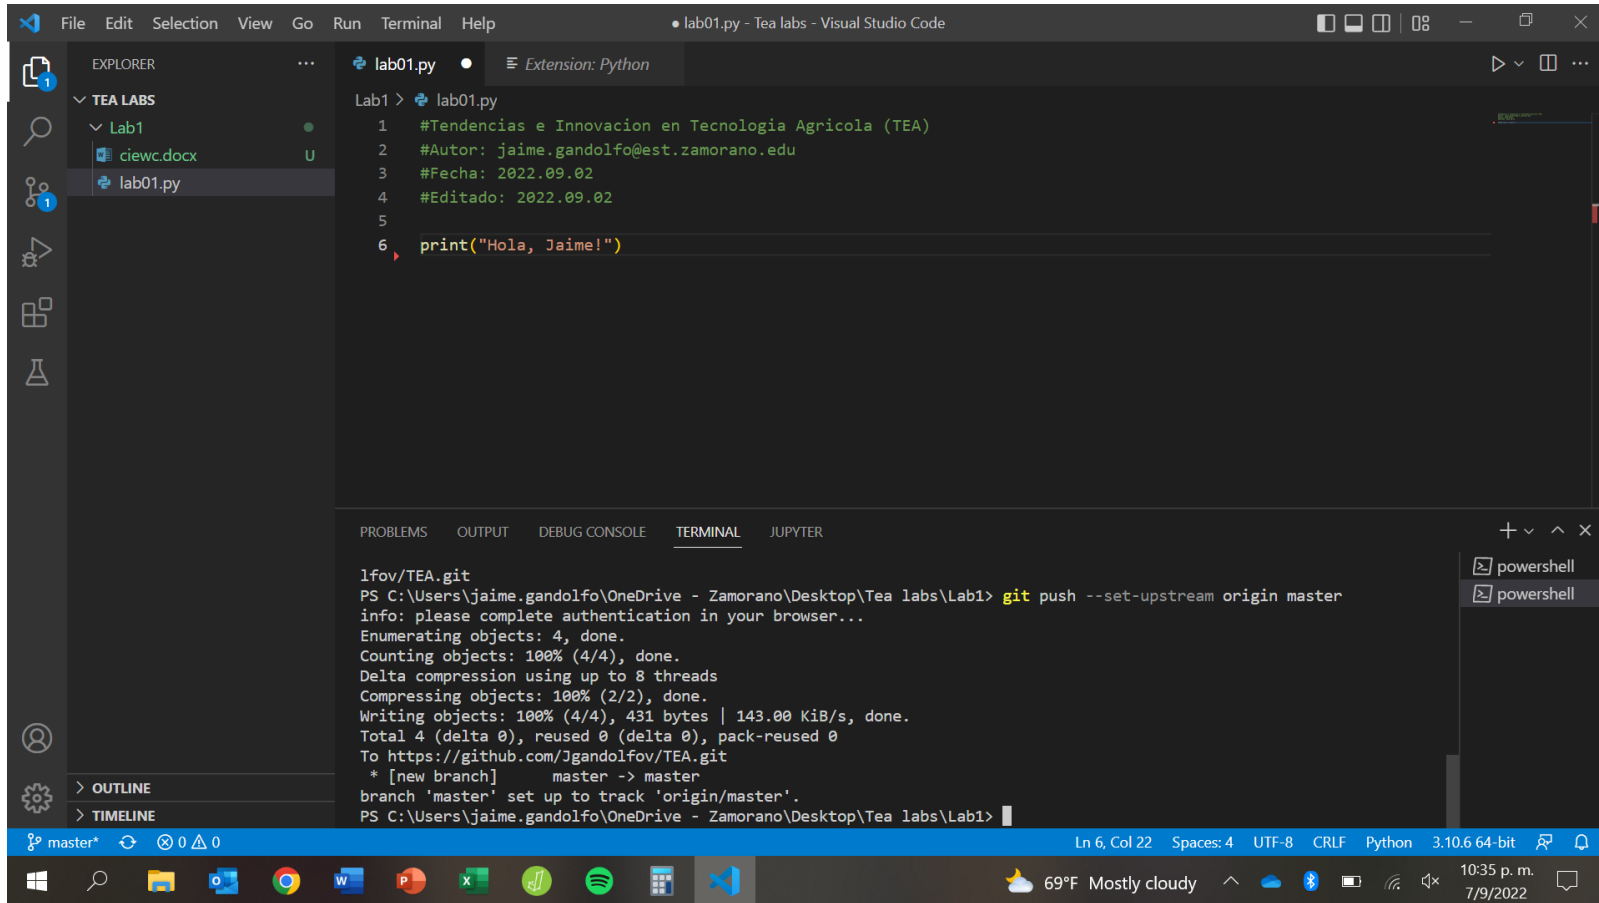 File Edit Selection View Go Run Terminal Help
● lab01.py - Tea labs - Visual Studio Code
EXPLORER
TEA LABS
Lab1
ciewc.docx U
lab01.py
1
1
lab01.py
Extension: Python
Lab1 > lab01.py
1 #Tendencias e Innovacion en Tecnologia Agricola (TEA)
2 #Autor: jaime.gandolfo@est.zamorano.edu
3 #Fecha: 2022.09.02
4 #Editado: 2022.09.02
5
6 print("Hola, Jaime!")
PROBLEMS OUTPUT DEBUG CONSOLE TERMINAL JUPYTER
lfov/TEA.git
PS C:\Users\jaime.gandolfo\OneDrive - Zamorano\Desktop\Tea labs\Lab1> git push --set-upstream origin master
info: please complete authentication in your browser...
Enumerating objects: 4, done.
Counting objects: 100% (4/4), done.
Delta compression using up to 8 threads
Compressing objects: 100% (2/2), done.
Writing objects: 100% (4/4), 431 bytes | 143.00 KiB/s, done.
Total 4 (delta 0), reused 0 (delta 0), pack-reused 0
To https://github.com/Jgandolfov/TEA.git
 * [new branch]      master -> master
branch 'master' set up to track 'origin/master'.
PS C:\Users\jaime.gandolfo\OneDrive - Zamorano\Desktop\Tea labs\Lab1>
powershell
powershell
OUTLINE
TIMELINE
master* 0 0
Ln 6, Col 22 Spaces: 4 UTF-8 CRLF Python 3.10.6 64-bit
69°F Mostly cloudy
10:35 p. m.
7/9/2022